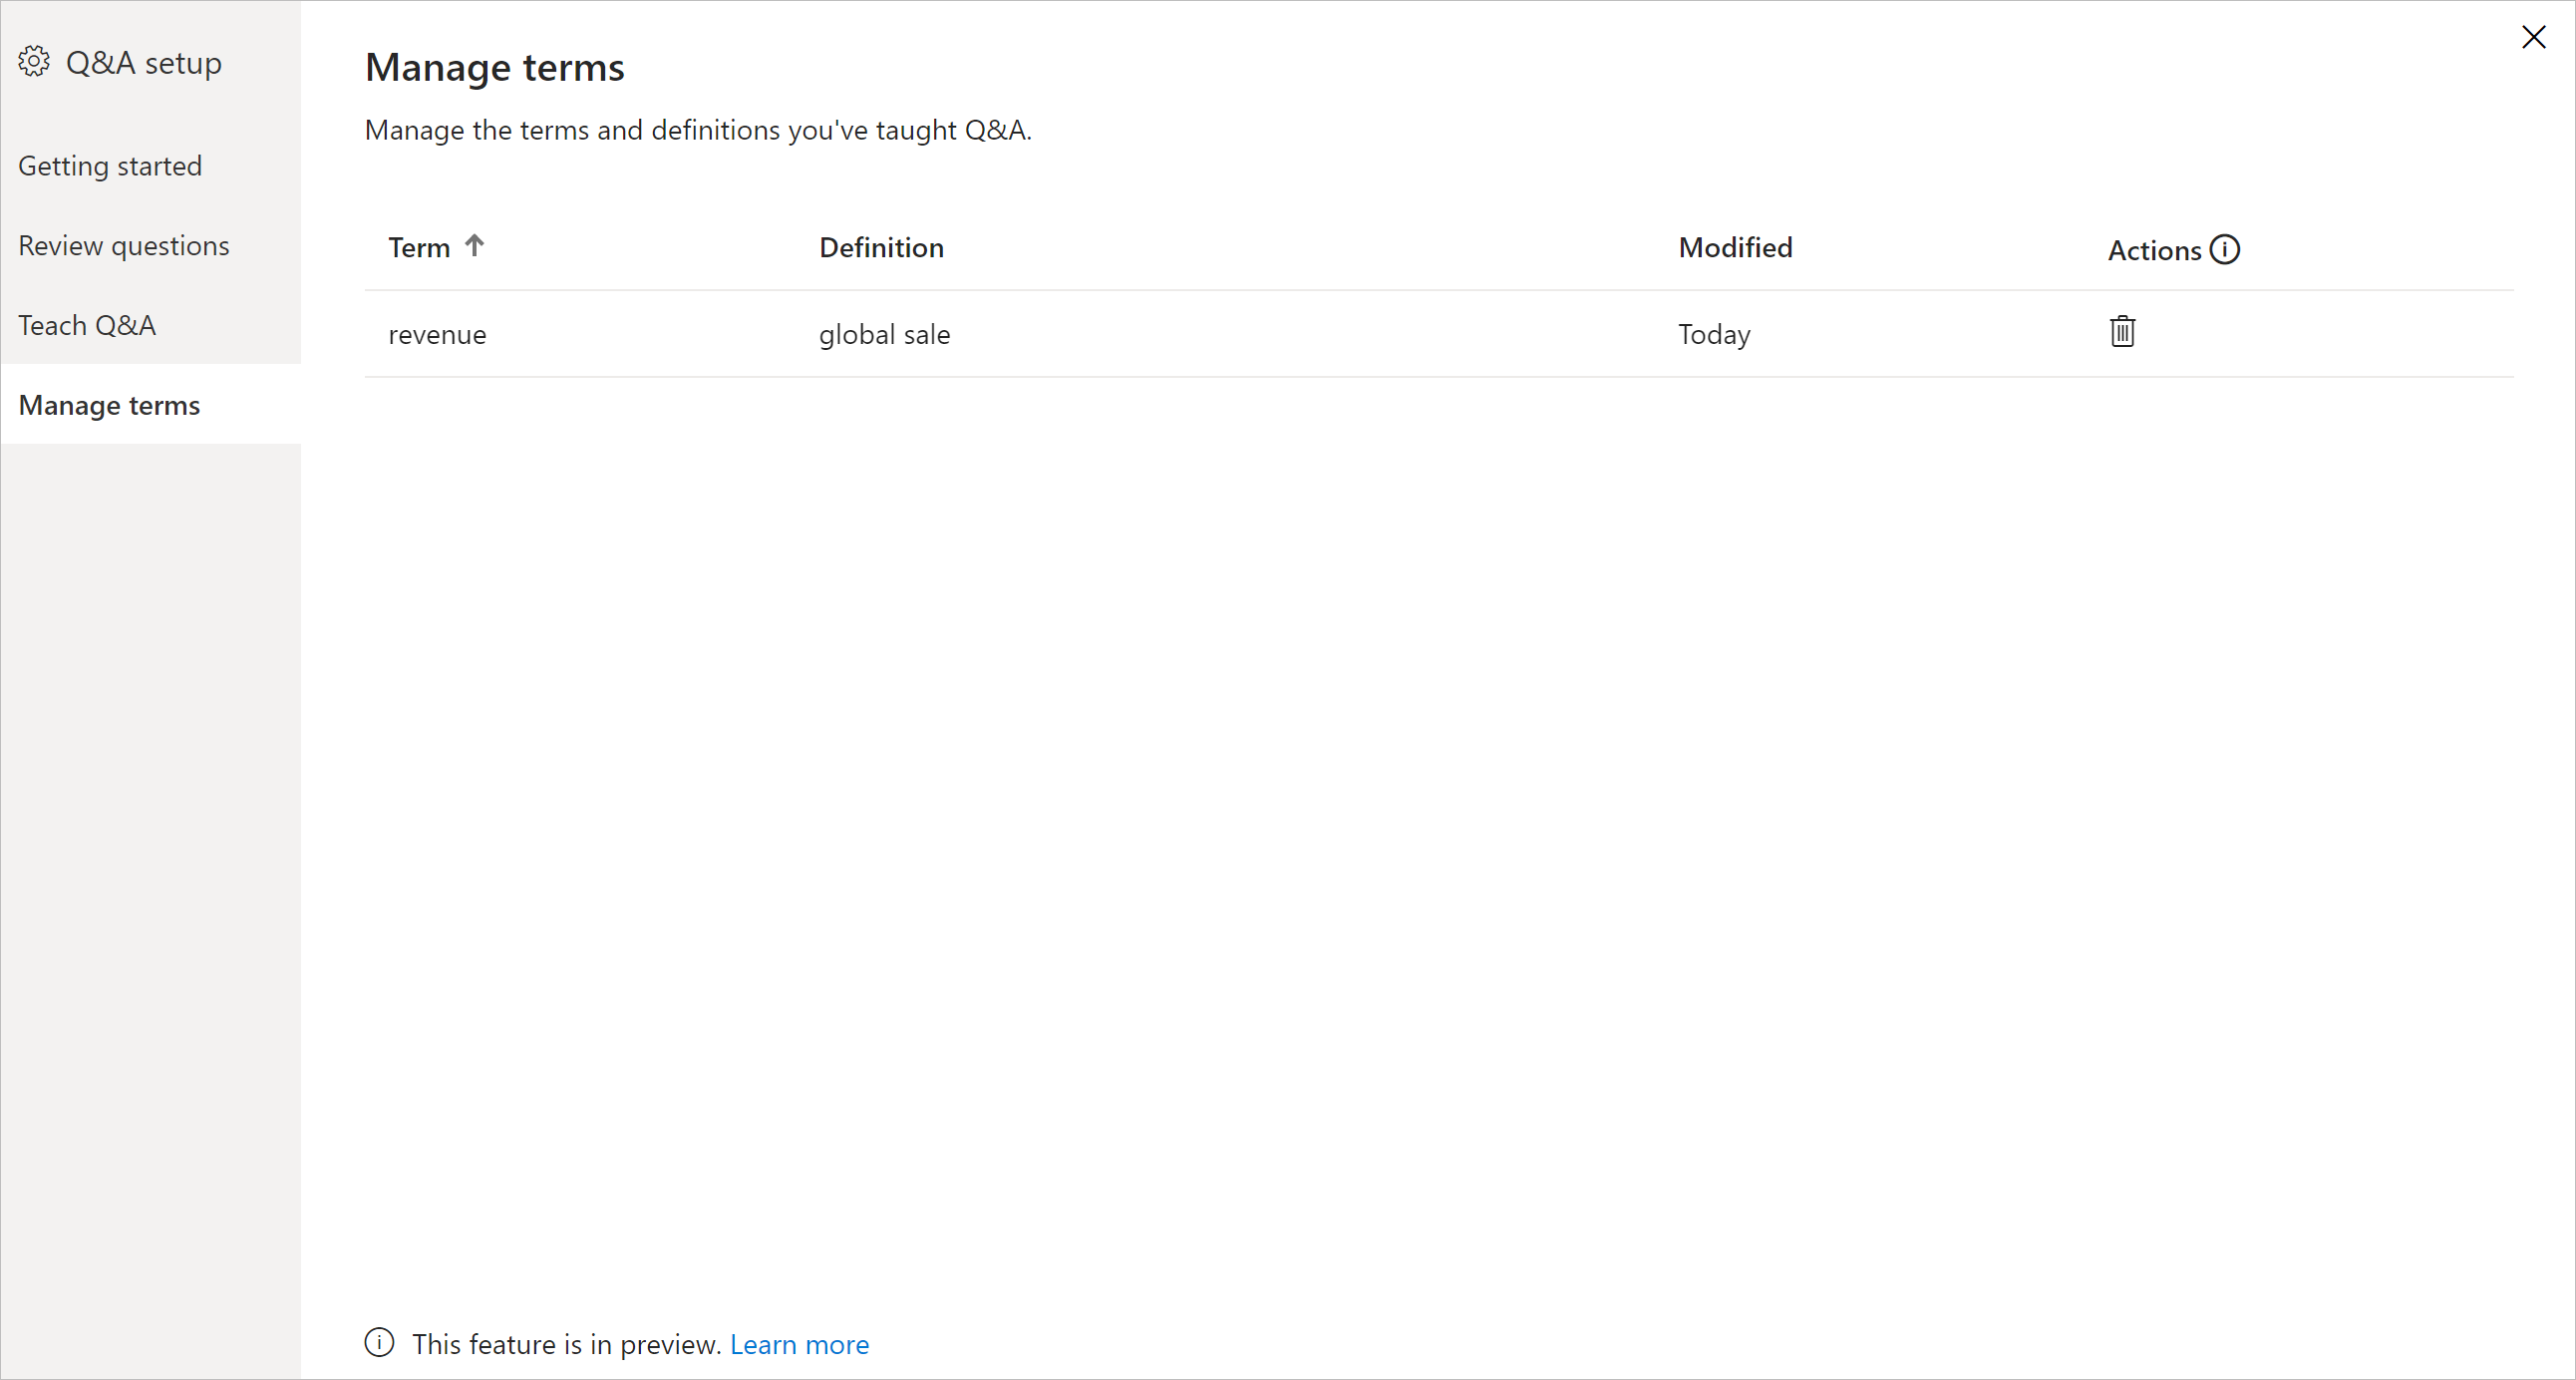 Q&A setup
Getting started
Review questions
Teach Q&A
Manage terms
Manage terms
Manage the terms and definitions you've taught Q&A.
Term Definition Modified Actions
revenue global sale Today
This feature is in preview. Learn more